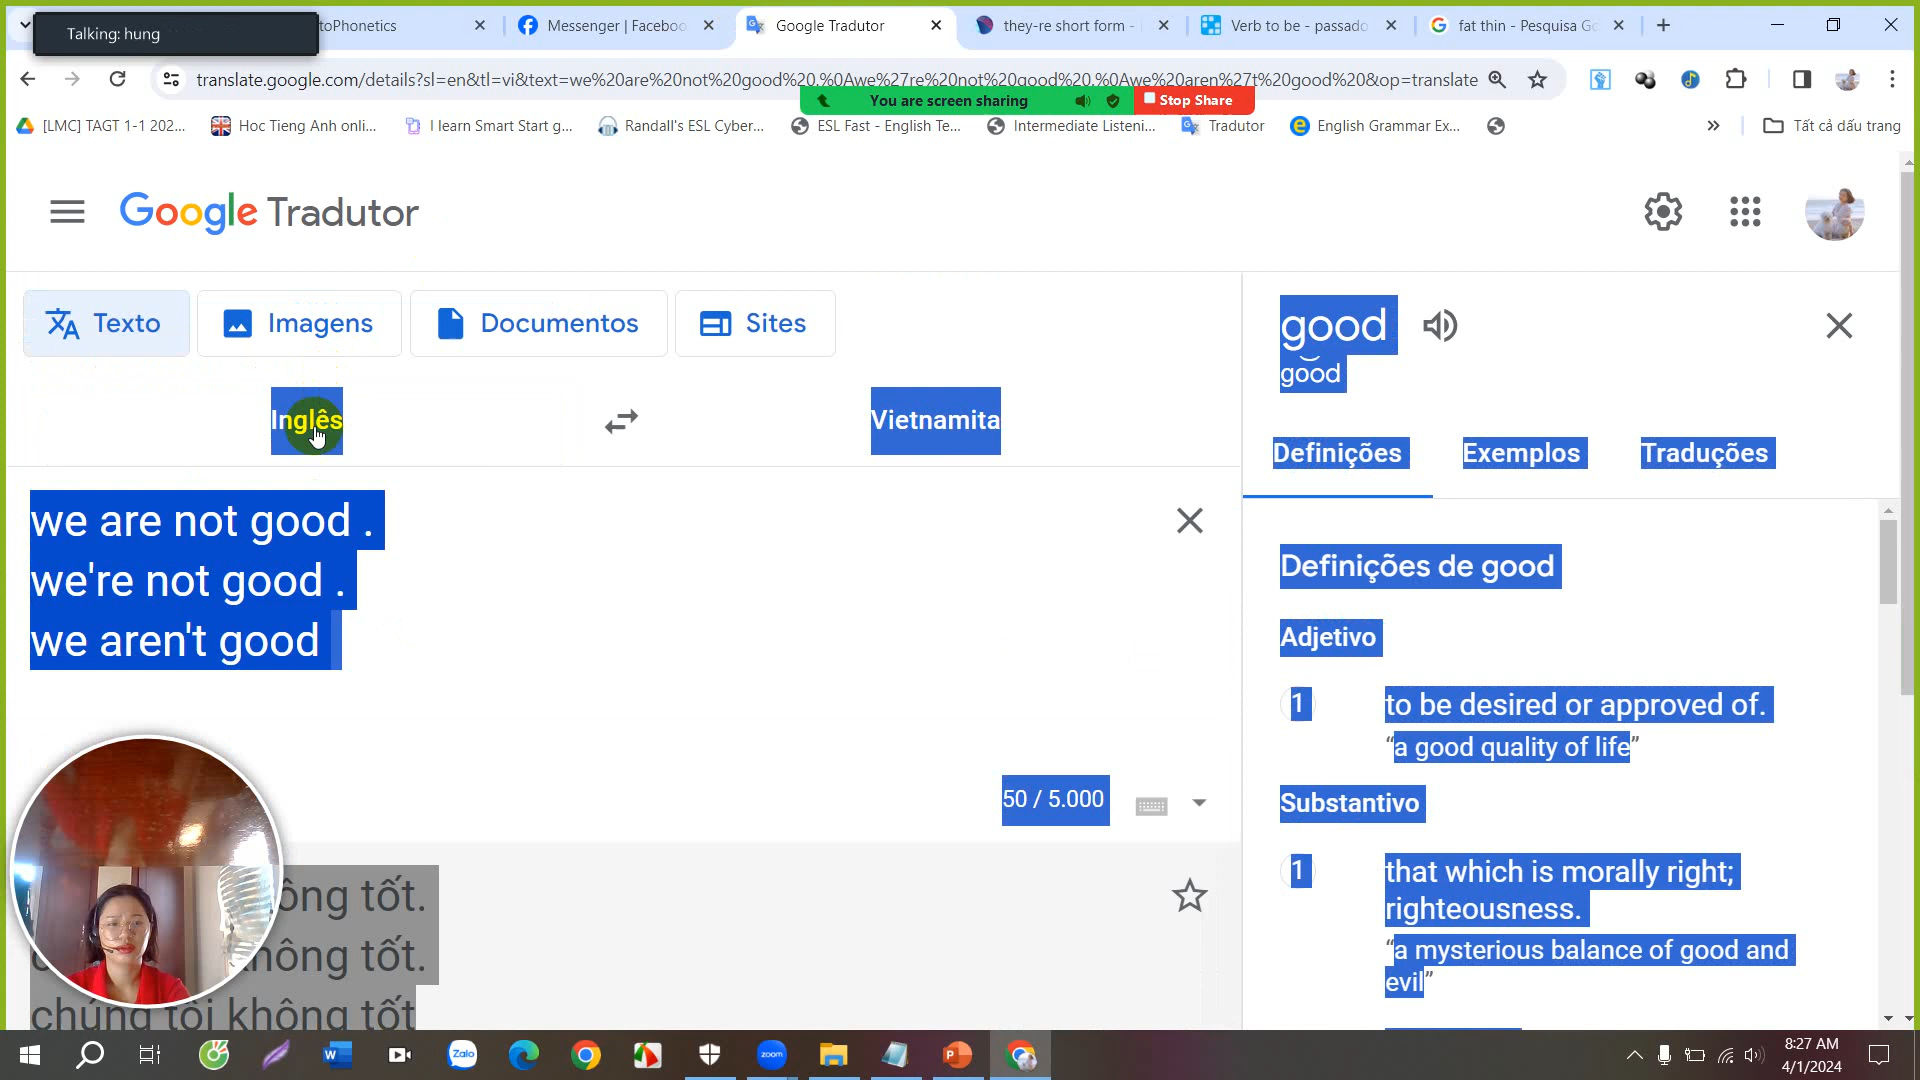 Talking: hung
toPhonetics
Messenger | Faceboo
Google Tradutor
they-re short form -
Verb to be - passado
fat thin - Pesquisa Go
translate.google.com/details?sl=en&tl=vi&text=we%20are%20not%20good%20.%0Awe%27re%20not%20good%20.%0Awe%20aren%27t%20good%20&op=translate
You are screen sharing
Stop Share
[LMC] TAGT 1-1 202...
Hoc Tieng Anh onli...
I learn Smart Start g...
Randall's ESL Cyber...
ESL Fast - English Te...
Intermediate Listeni...
Tradutor
English Grammar Ex...
Tất cả dấu trang
Google Tradutor
Texto
Imagens
Documentos
Sites
Inglês
Vietnamita
we are not good .
we're not good .
we aren't good
50 / 5.000
ông tốt.
không tốt.
chúng tôi không tốt
good
good
Definições
Exemplos
Traduções
Definições de good
Adjetivo
1
to be desired or approved of.
“a good quality of life”
Substantivo
1
that which is morally right;
righteousness.
“a mysterious balance of good and
evil”
Zalo
zoom
8:27 AM
4/1/2024